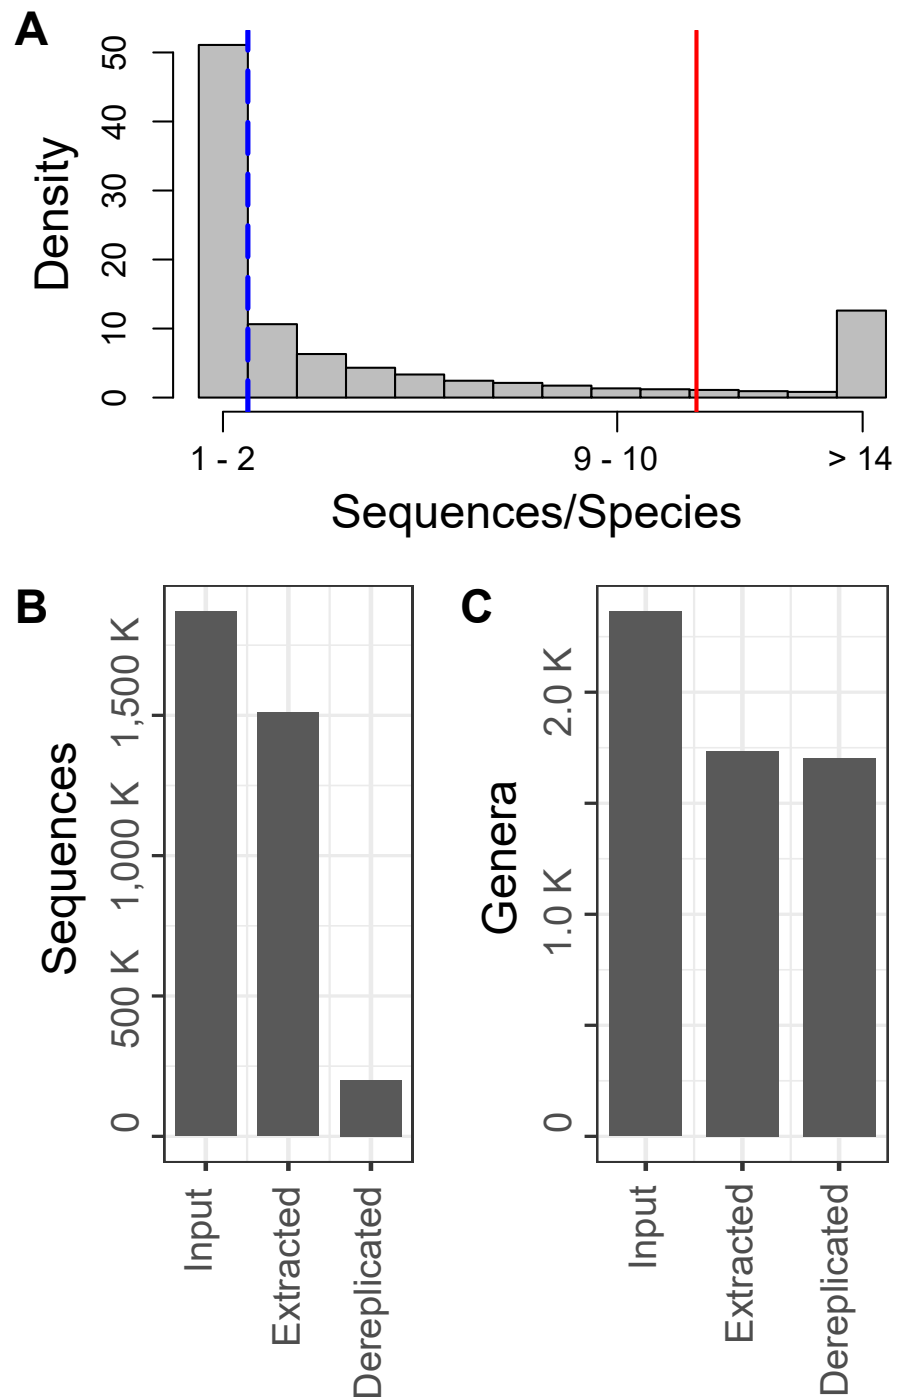 A
Density
50
40
30
20
10
0
1 - 2
9 - 10
> 14
Sequences/Species
B
Sequences
1,500 K
1,000 K
500 K
0
Input
Extracted
Dereplicated
C
Genera
2.0 K
1.0 K
0
Input
Extracted
Dereplicated